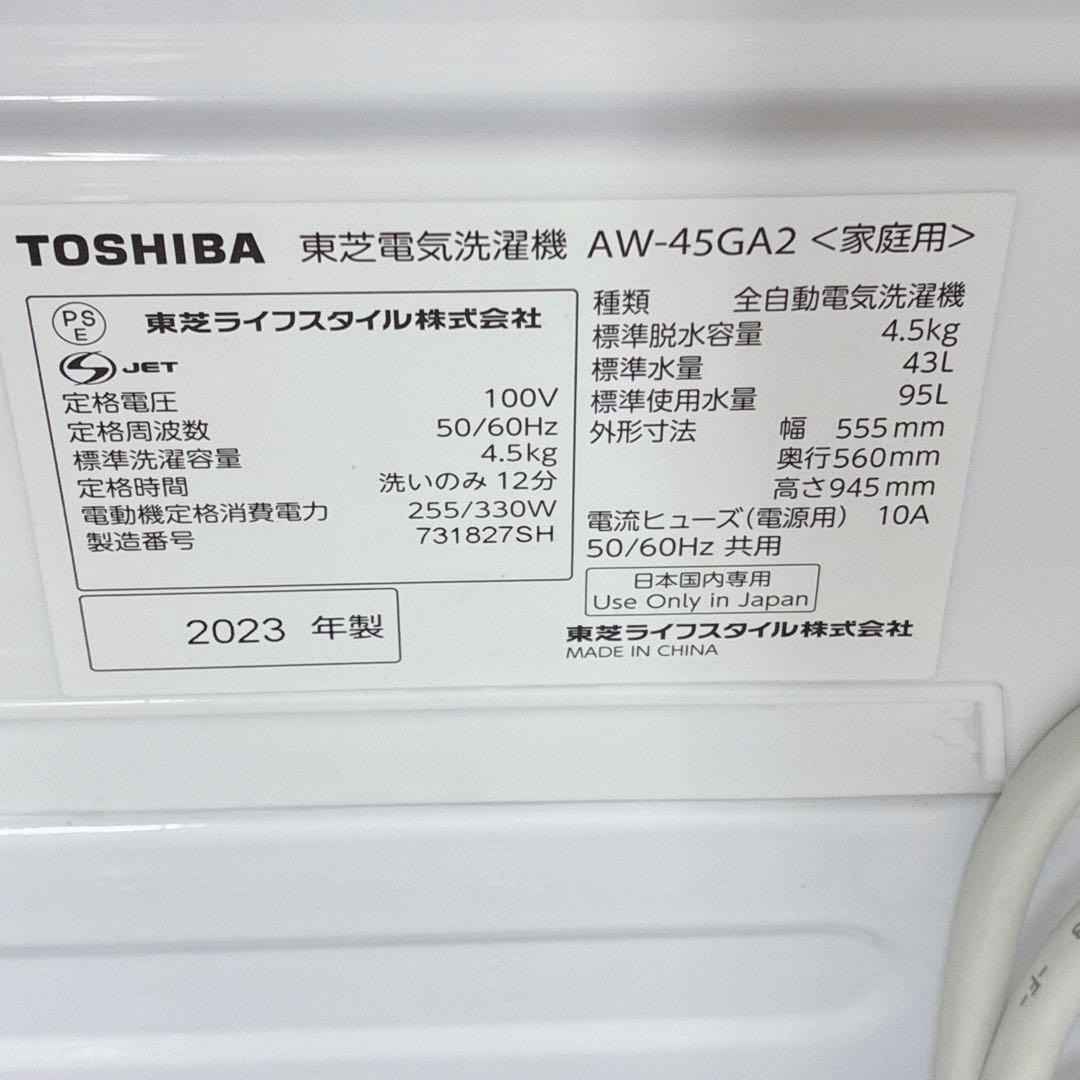 TOSHIBA 東芝電気洗濯機 AW-45GA2 <家庭用>
PS
E
東芝ライフスタイル株式会社
S JET
定格電圧 100V
定格周波数 50/60Hz
標準洗濯容量 4.5kg
定格時間 洗いのみ 12分
電動機定格消費電力 255/330W
製造番号 731827SH
2023 年製
種類 全自動電気洗濯機
標準脱水容量 4.5kg
標準水量 43L
標準使用水量 95L
外形寸法 幅 555mm
奥行560mm
高さ945mm
電流ヒューズ(電源用) 10A
50/60Hz 共用
日本国内専用
Use Only in Japan
東芝ライフスタイル株式会社
MADE IN CHINA
-F-